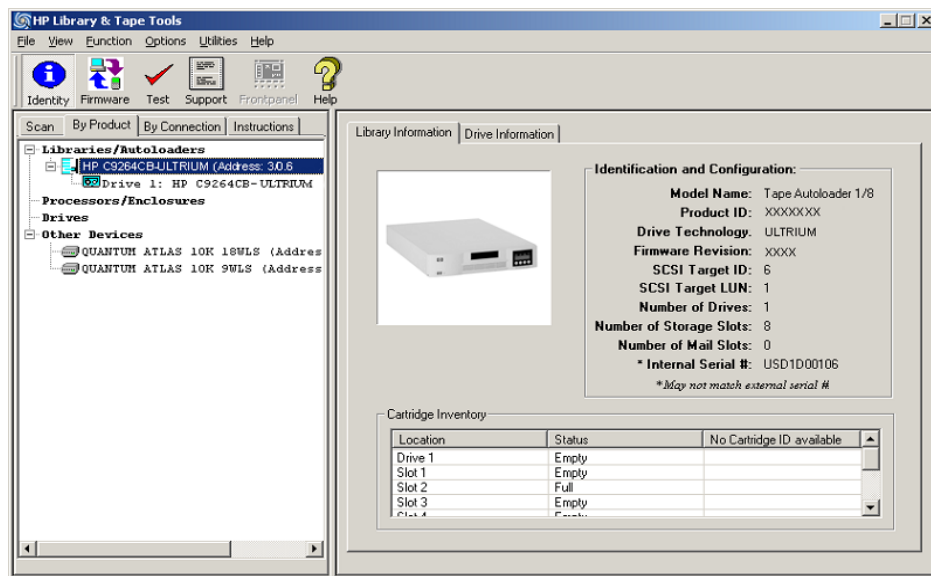 HP Library & Tape Tools
File View Function Options Utilities Help
Identity Firmware Test Support Frontpanel Help
Scan By Product By Connection Instructions
Libraries/Autoloaders
HP C9264CB-ULTRIUM (Address: 3.0.6
Drive 1: HP C9264CB-ULTRIUM
Processors/Enclosures
Drives
Other Devices
QUANTUM ATLAS 10K 18WLS (Addres
QUANTUM ATLAS 10K 9WLS (Address
Library Information Drive Information
Identification and Configuration:
Model Name: Tape Autoloader 1/8
Product ID: XXXXXXX
Drive Technology: ULTRIUM
Firmware Revision: XXXX
SCSI Target ID: 6
SCSI Target LUN: 1
Number of Drives: 1
Number of Storage Slots: 8
Number of Mail Slots: 0
* Internal Serial #: USD1D00106
*May not match external serial #
Cartridge Inventory
Location Status No Cartridge ID available
Drive 1 Empty
Slot 1 Empty
Slot 2 Full
Slot 3 Empty
Slot 4 Empty